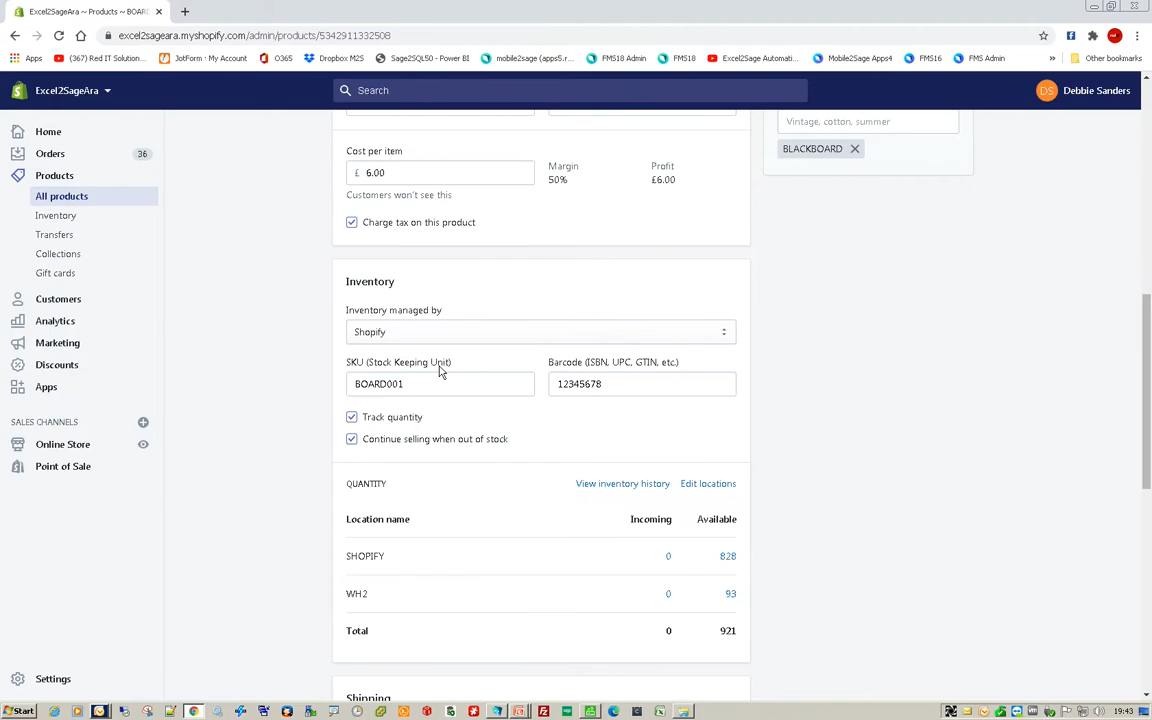 Excel2SageAra ~ Products ~ BOARD
excel2sageara.myshopify.com/admin/products/5342911332508
Apps
(367) Red IT Solution...
JotForm · My Account
O365
Dropbox M2S
Sage2SQL50 - Power BI
mobile2sage (apps5.r...
FMS18 Admin
FMS18
Excel2Sage Automati...
Mobile2Sage Apps4
FMS16
FMS Admin
»
Other bookmarks
Excel2SageAra
Search
DS
Debbie Sanders
Home
Orders
36
Products
All products
Inventory
Transfers
Collections
Gift cards
Customers
Analytics
Marketing
Discounts
Apps
SALES CHANNELS
Online Store
Point of Sale
Settings
Cost per item
£ 6.00
Customers won't see this
Margin
50%
Profit
£6.00
Charge tax on this product
Vintage, cotton, summer
BLACKBOARD
Inventory
Inventory managed by
Shopify
SKU (Stock Keeping Unit)
Barcode (ISBN, UPC, GTIN, etc.)
BOARD001
12345678
Track quantity
Continue selling when out of stock
QUANTITY
View inventory history
Edit locations
Location name Incoming Available
SHOPIFY 0 828
WH2 0 93
Total 0 921
Shipping
Start
19:43